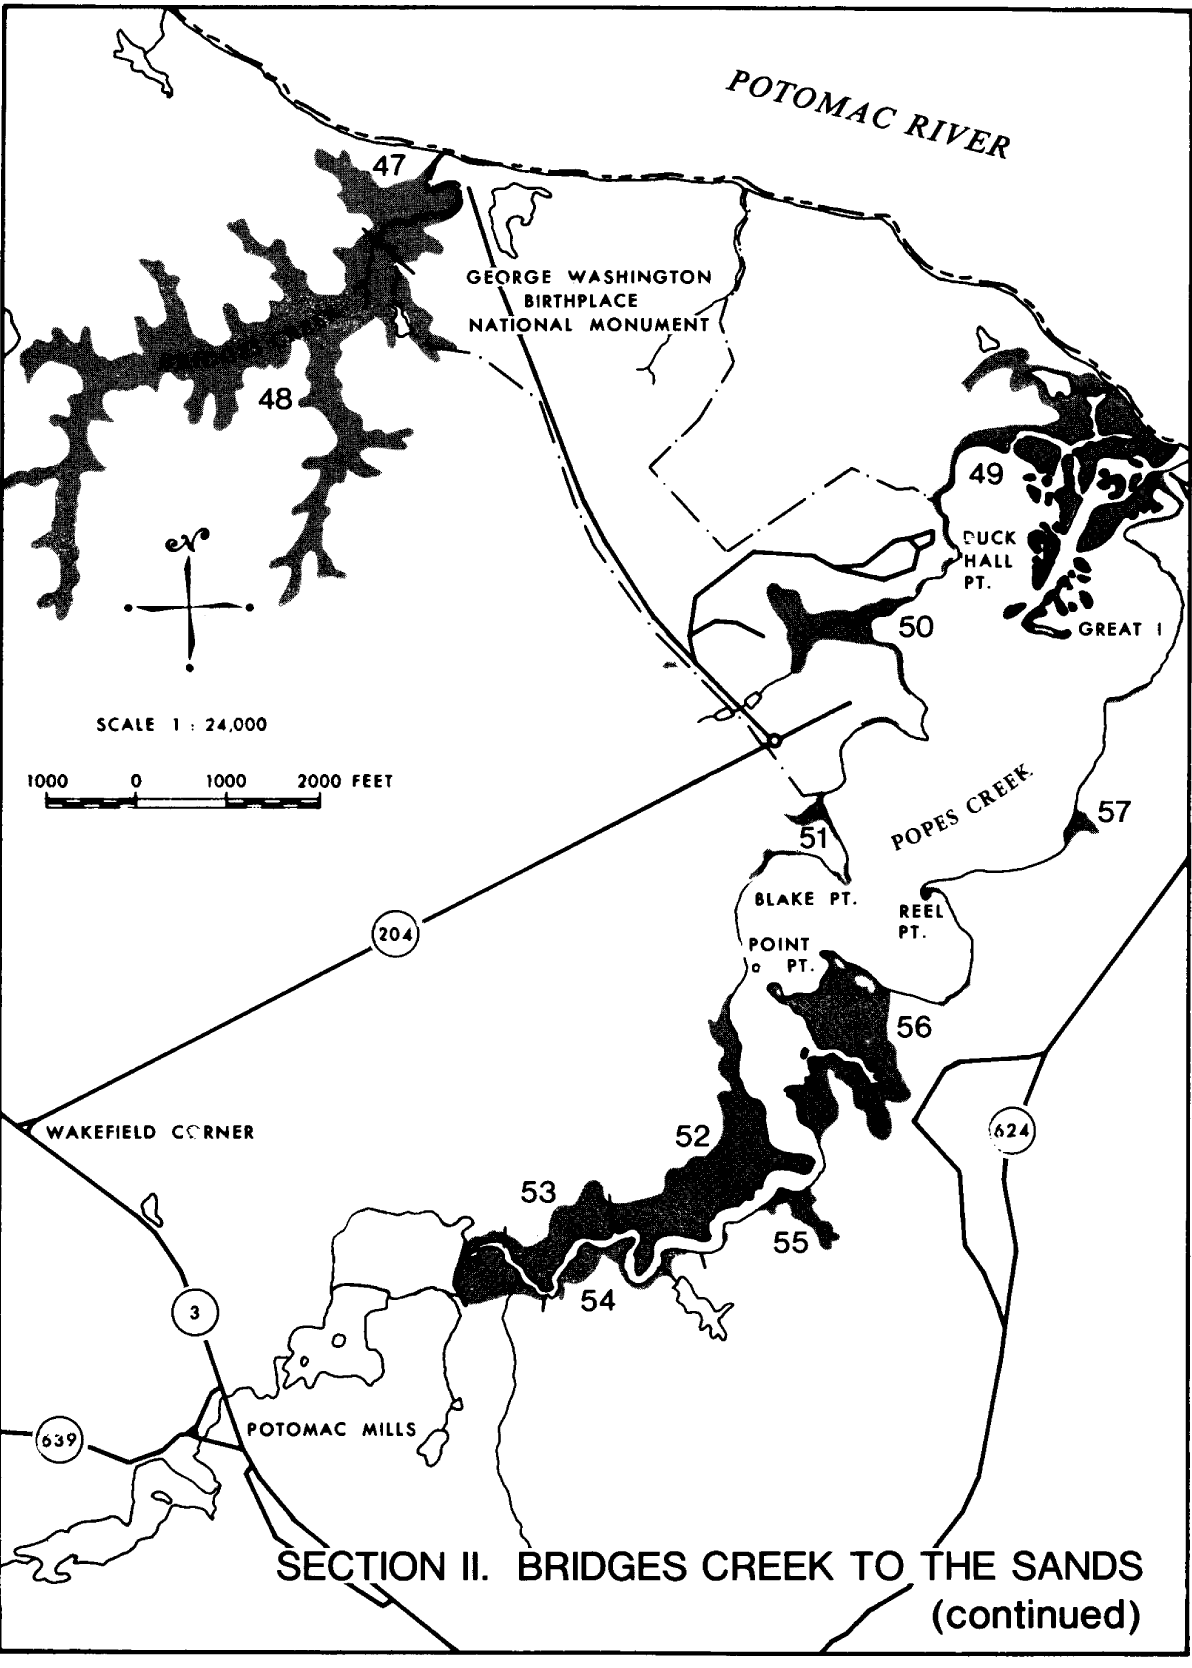 POTOMAC RIVER
47
GEORGE WASHINGTON
BIRTHPLACE
NATIONAL MONUMENT
BRIDGES CREEK
48
49
N
DUCK
HALL
PT.
50
GREAT I
SCALE 1 : 24,000
1000 0 1000 2000 FEET
POPES CREEK
57
51
BLAKE PT.
REEL
PT.
204
POINT
PT.
56
WAKEFIELD CORNER
52
624
53
55
54
3
POTOMAC MILLS
639
SECTION II. BRIDGES CREEK TO THE SANDS
(continued)